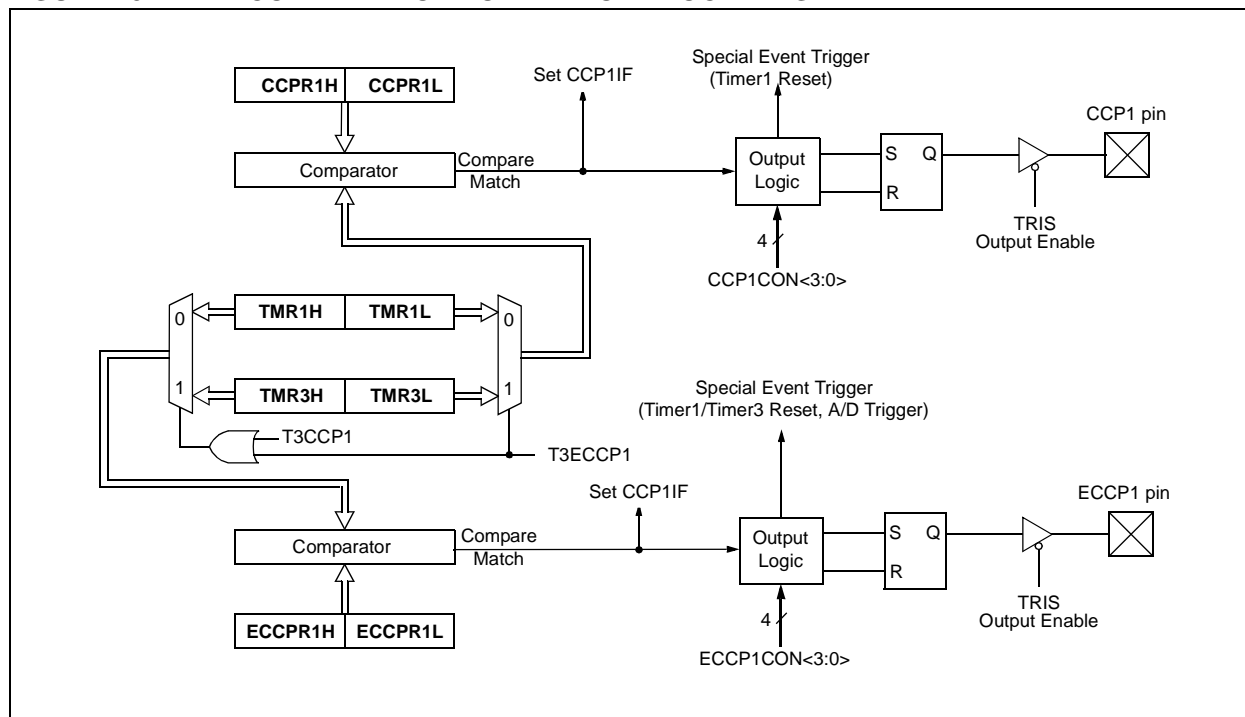 Special Event Trigger
(Timer1 Reset)
Set CCP1IF
CCPR1H CCPR1L
CCP1 pin
Comparator
Compare
Match
Output
Logic
S Q
R
TRIS
Output Enable
4
CCP1CON<3:0>
0 TMR1H TMR1L 0
1 TMR3H TMR3L 1
T3CCP1
T3ECCP1
Special Event Trigger
(Timer1/Timer3 Reset, A/D Trigger)
Set CCP1IF
ECCP1 pin
Comparator
Compare
Match
Output
Logic
S Q
R
TRIS
Output Enable
4
ECCPR1H ECCPR1L
ECCP1CON<3:0>